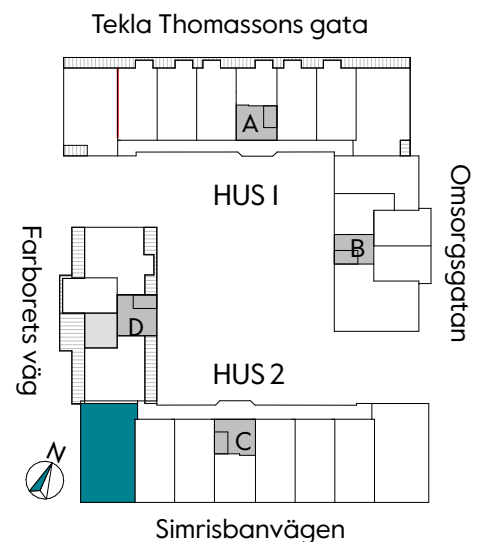 Tekla Thomassons gata
A
HUS 1
Omsorgsgatan
B
Farborets väg
D
HUS 2
C
N
Simrisbanvägen